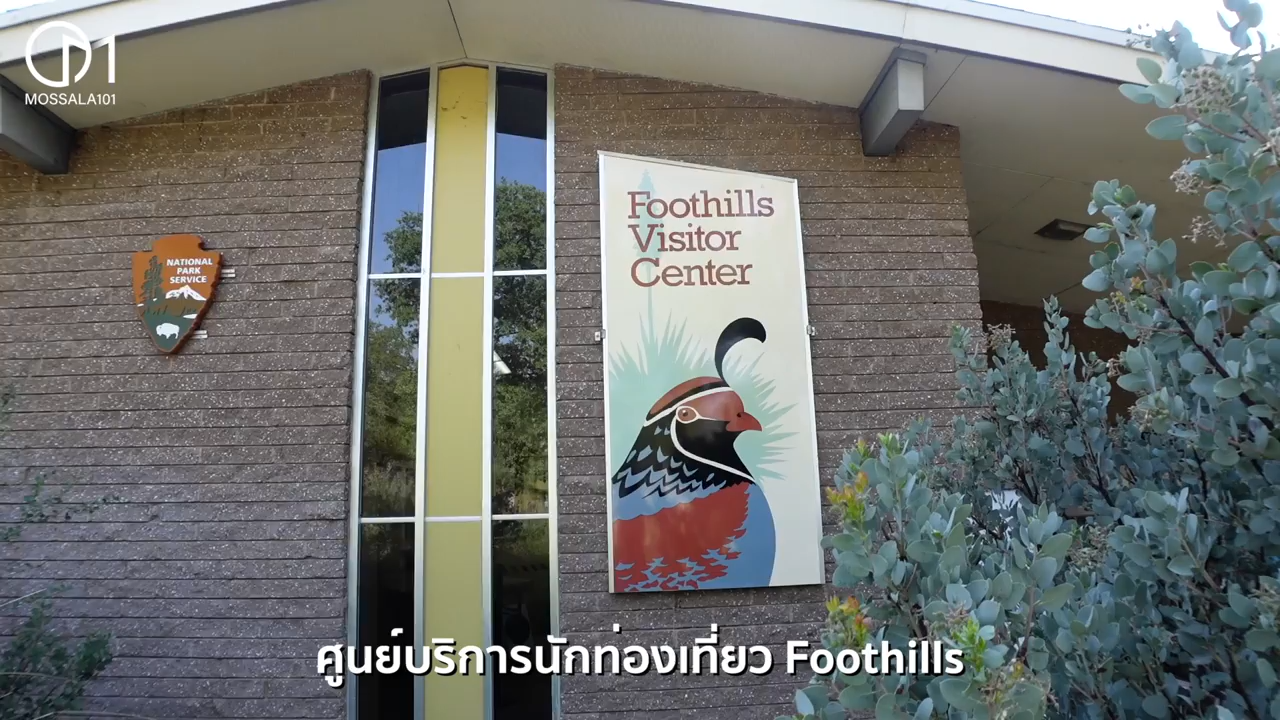 MOSSALA101
NATIONAL
PARK
SERVICE
Foothills
Visitor
Center
ศูนย์บริการนักท่องเที่ยว Foothills